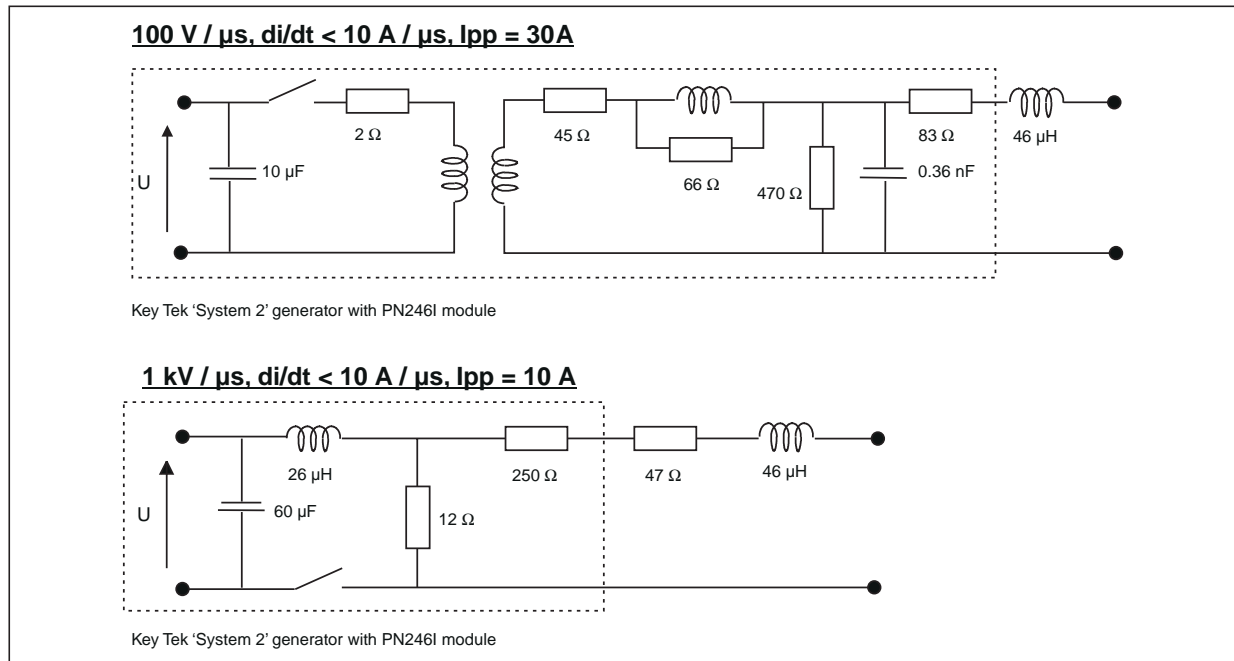 100 V / µs, di/dt < 10 A / µs, Ipp = 30A
2 Ω
45 Ω
83 Ω
46 µH
U
10 µF
66 Ω
470 Ω
0.36 nF
Key Tek ‘System 2’ generator with PN246I module
1 kV / µs, di/dt < 10 A / µs, Ipp = 10 A
26 µH
250 Ω
47 Ω
46 µH
U
60 µF
12 Ω
Key Tek ‘System 2’ generator with PN246I module